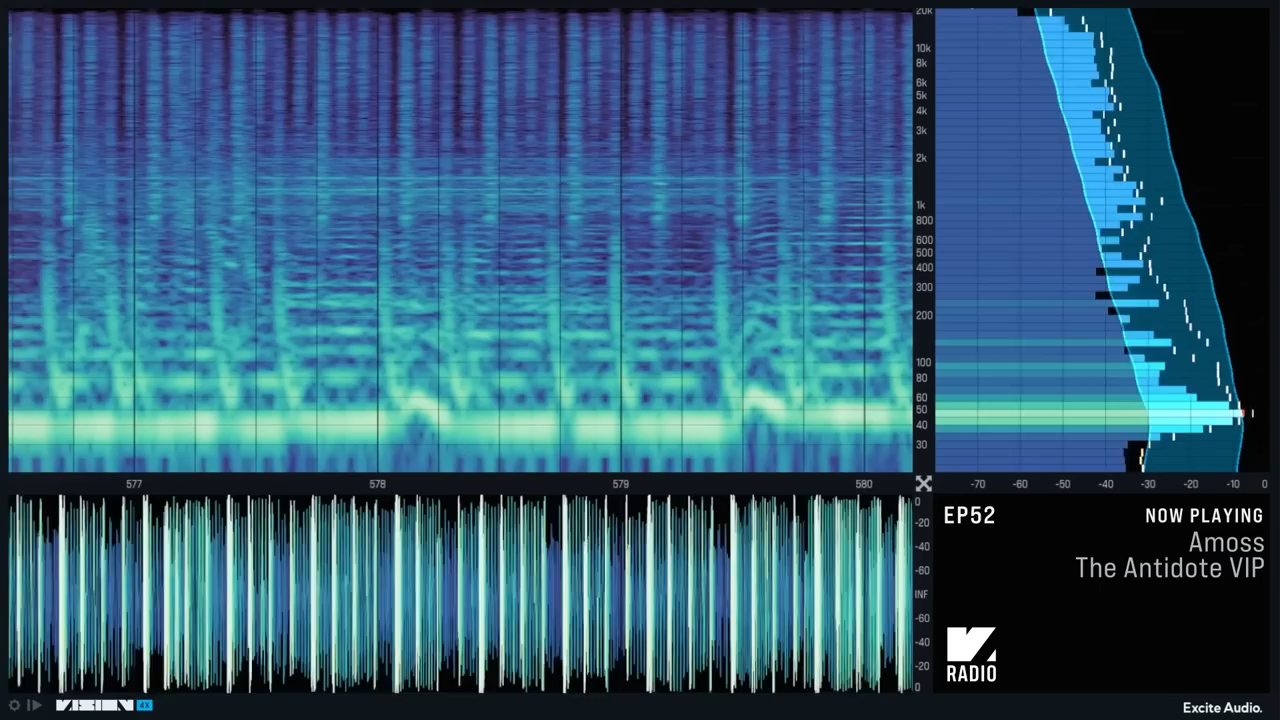 20k
10k
8k
6k
5k
4k
3k
2k
1k
800
600
500
400
300
200
100
80
60
50
40
30
577
578
579
580
-70
-60
-50
-40
-30
-20
-10
0
0
-20
-40
-60
INF
-60
-40
-20
0
EP52
NOW PLAYING
Amoss
The Antidote VIP
RADIO
VISION 4X
Excite Audio.